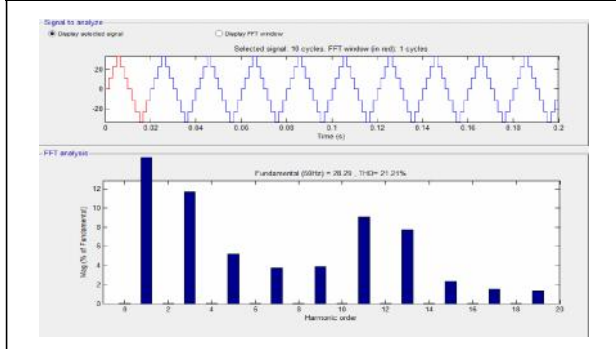 Signal to analyze
Display selected signal Display FFT window
Selected signal: 10 cycles. FFT window (in red): 1 cycles
20
0
-20
0 0.02 0.04 0.06 0.08 0.1 0.12 0.14 0.16 0.18 0.2
Time (s)
FFT analysis
Fundamental (50Hz) = 28.29 , THD= 21.21%
Mag (% of Fundamental)
12
10
8
6
4
2
0
0 2 4 6 8 10 12 14 16 18 20
Harmonic order